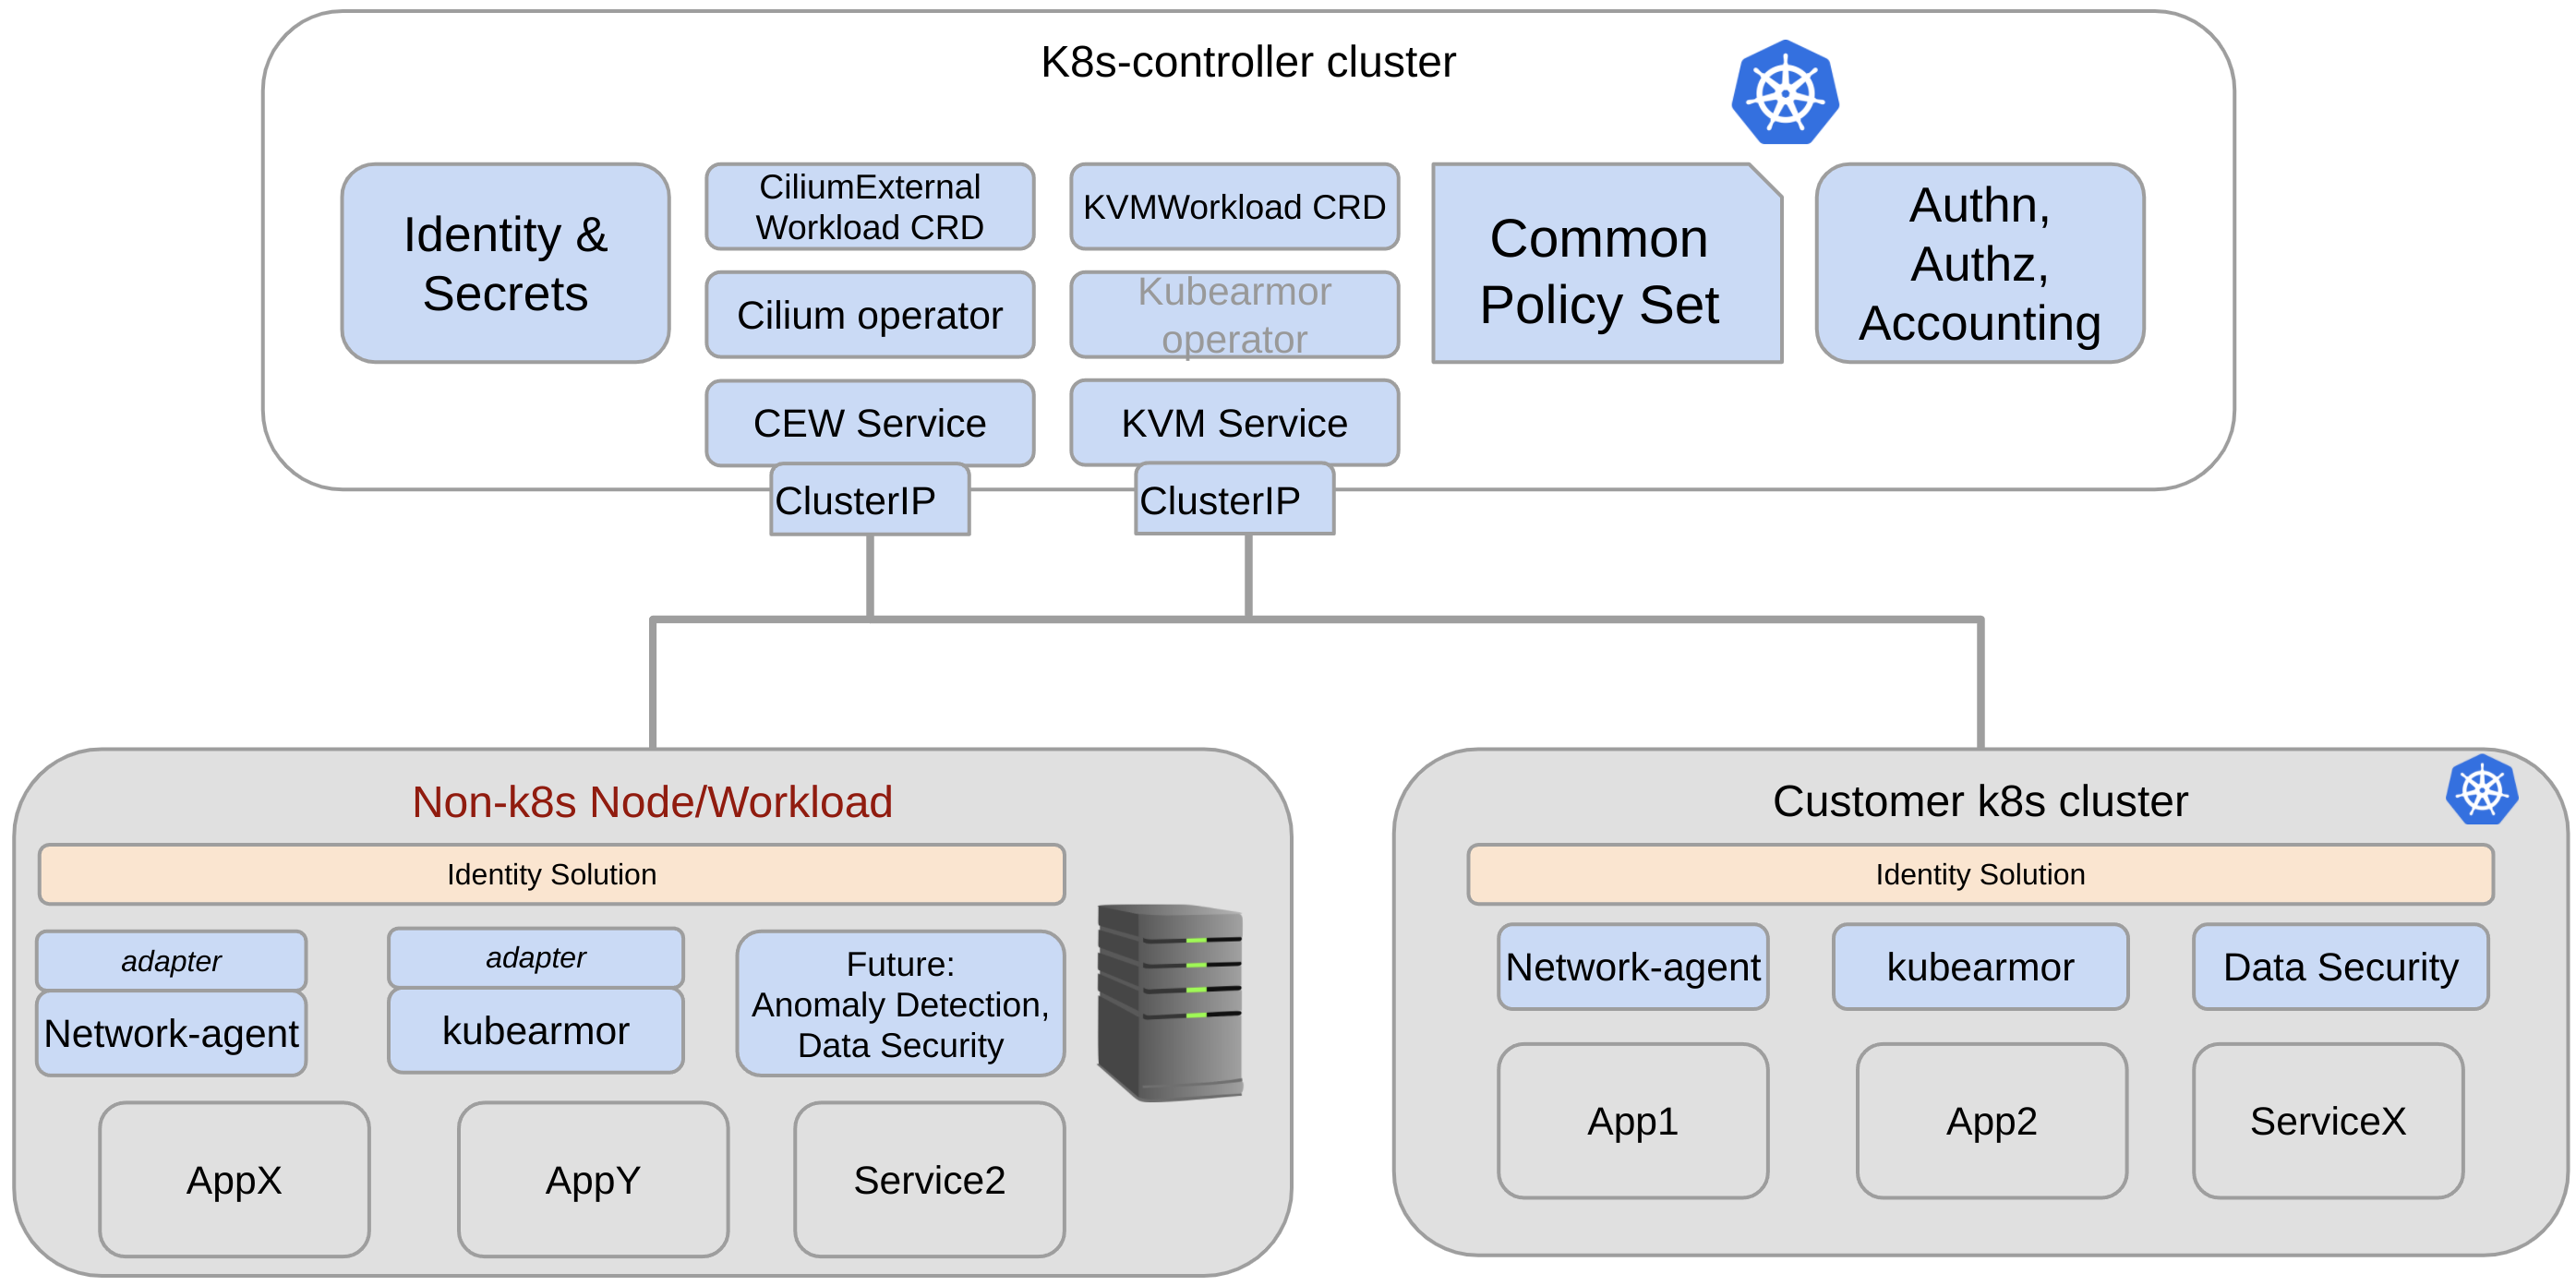 K8s-controller cluster
Identity &
Secrets
CiliumExternal
Workload CRD
Cilium operator
CEW Service
ClusterIP
KVMWorkload CRD
Kubearmor
operator
KVM Service
ClusterIP
Common
Policy Set
Authn,
Authz,
Accounting
Non-k8s Node/Workload
Identity Solution
adapter
Network-agent
adapter
kubearmor
Future:
Anomaly Detection,
Data Security
AppX
AppY
Service2
Customer k8s cluster
Identity Solution
Network-agent
kubearmor
Data Security
App1
App2
ServiceX